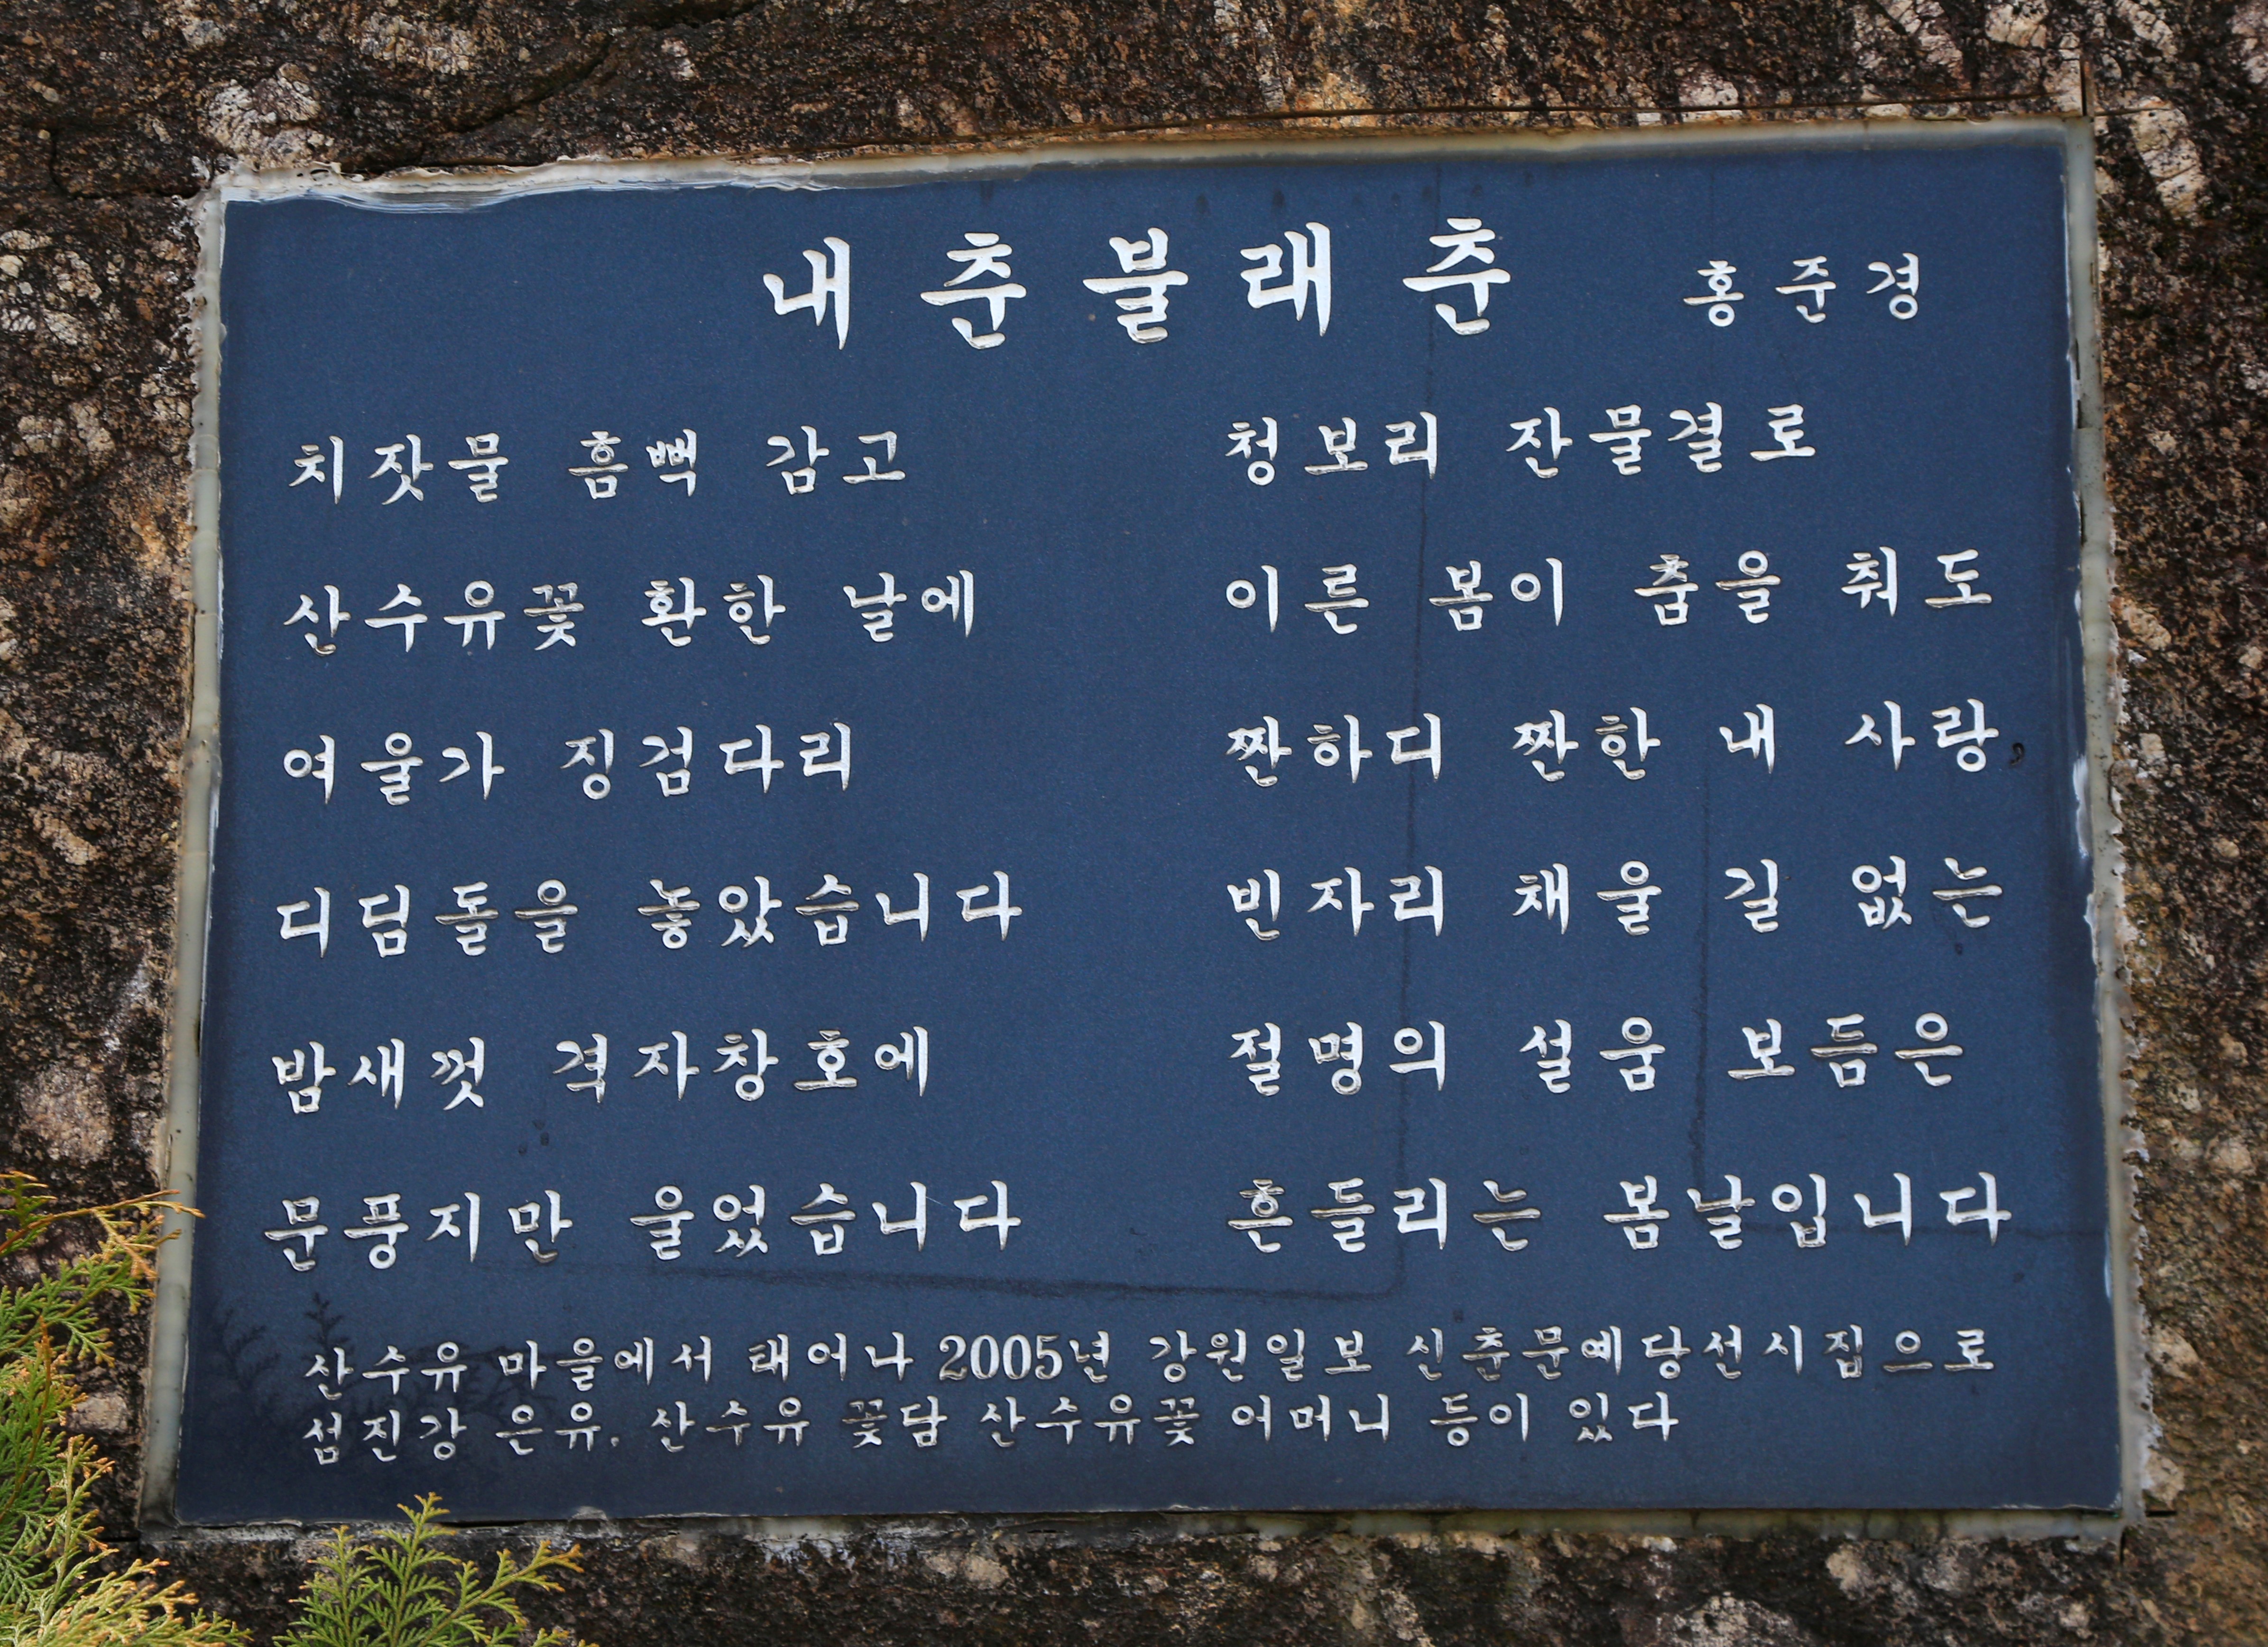 내춘불래춘 홍준경
치잣물 흠뻑 감고
산수유꽃 환한 날에
여울가 징검다리
디딤돌을 놓았습니다
밤새껏 격자창호에
문풍지만 울었습니다
청보리 잔물결로
이른 봄이 춤을 춰도
짠하디 짠한 내 사랑
빈자리 채울 길 없는
절명의 설움 보듬은
흔들리는 봄날입니다
산수유 마을에서 태어나 2005년 강원일보 신춘문예당선시집으로
섬진강 은유. 산수유 꽃담 산수유꽃 어머니 등이 있다